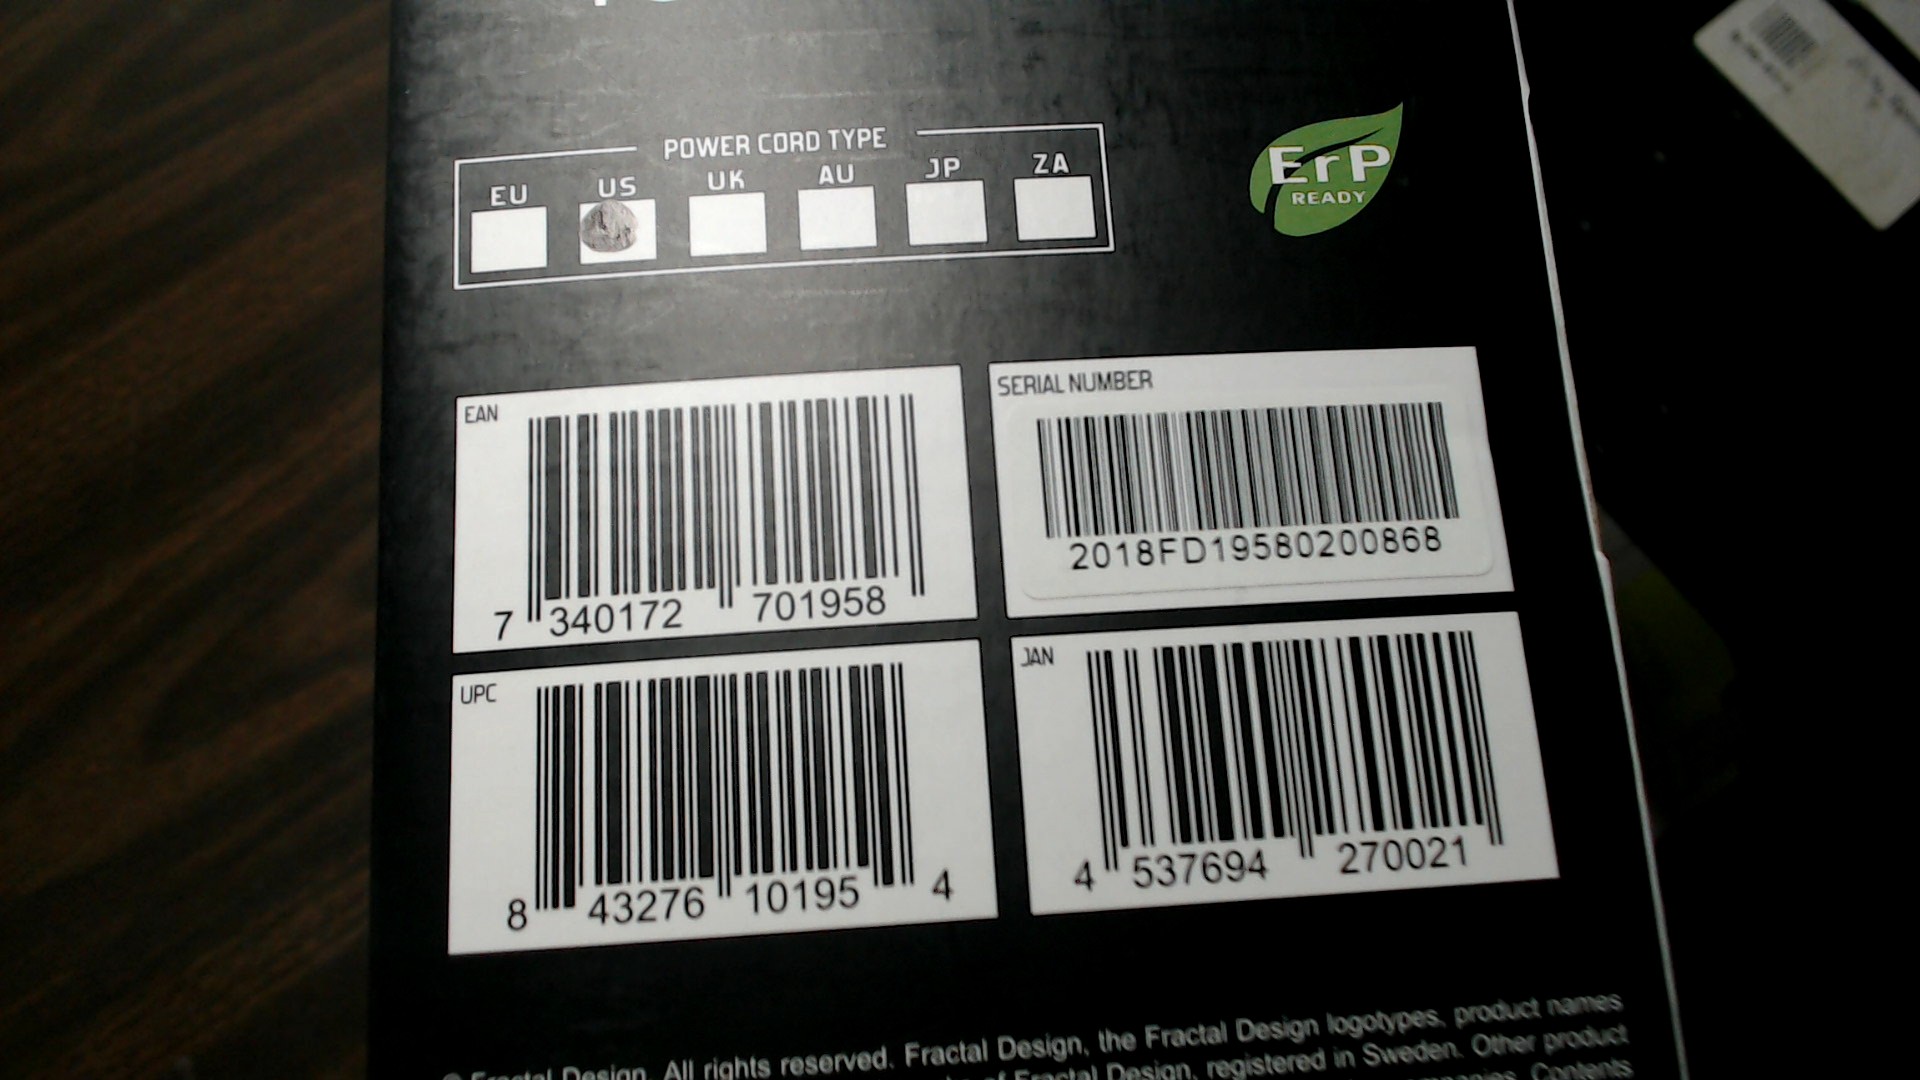 POWER CORD TYPE
EU US UK AU JP ZA
ErP
READY
EAN
7 340172 701958
SERIAL NUMBER
2018FD19580200868
UPC
8 43276 10195 4
JAN
4 537694 270021
© Fractal Design. All rights reserved. Fractal Design, the Fractal Design logotypes, product names
of Fractal Design, registered in Sweden. Other product
Contents